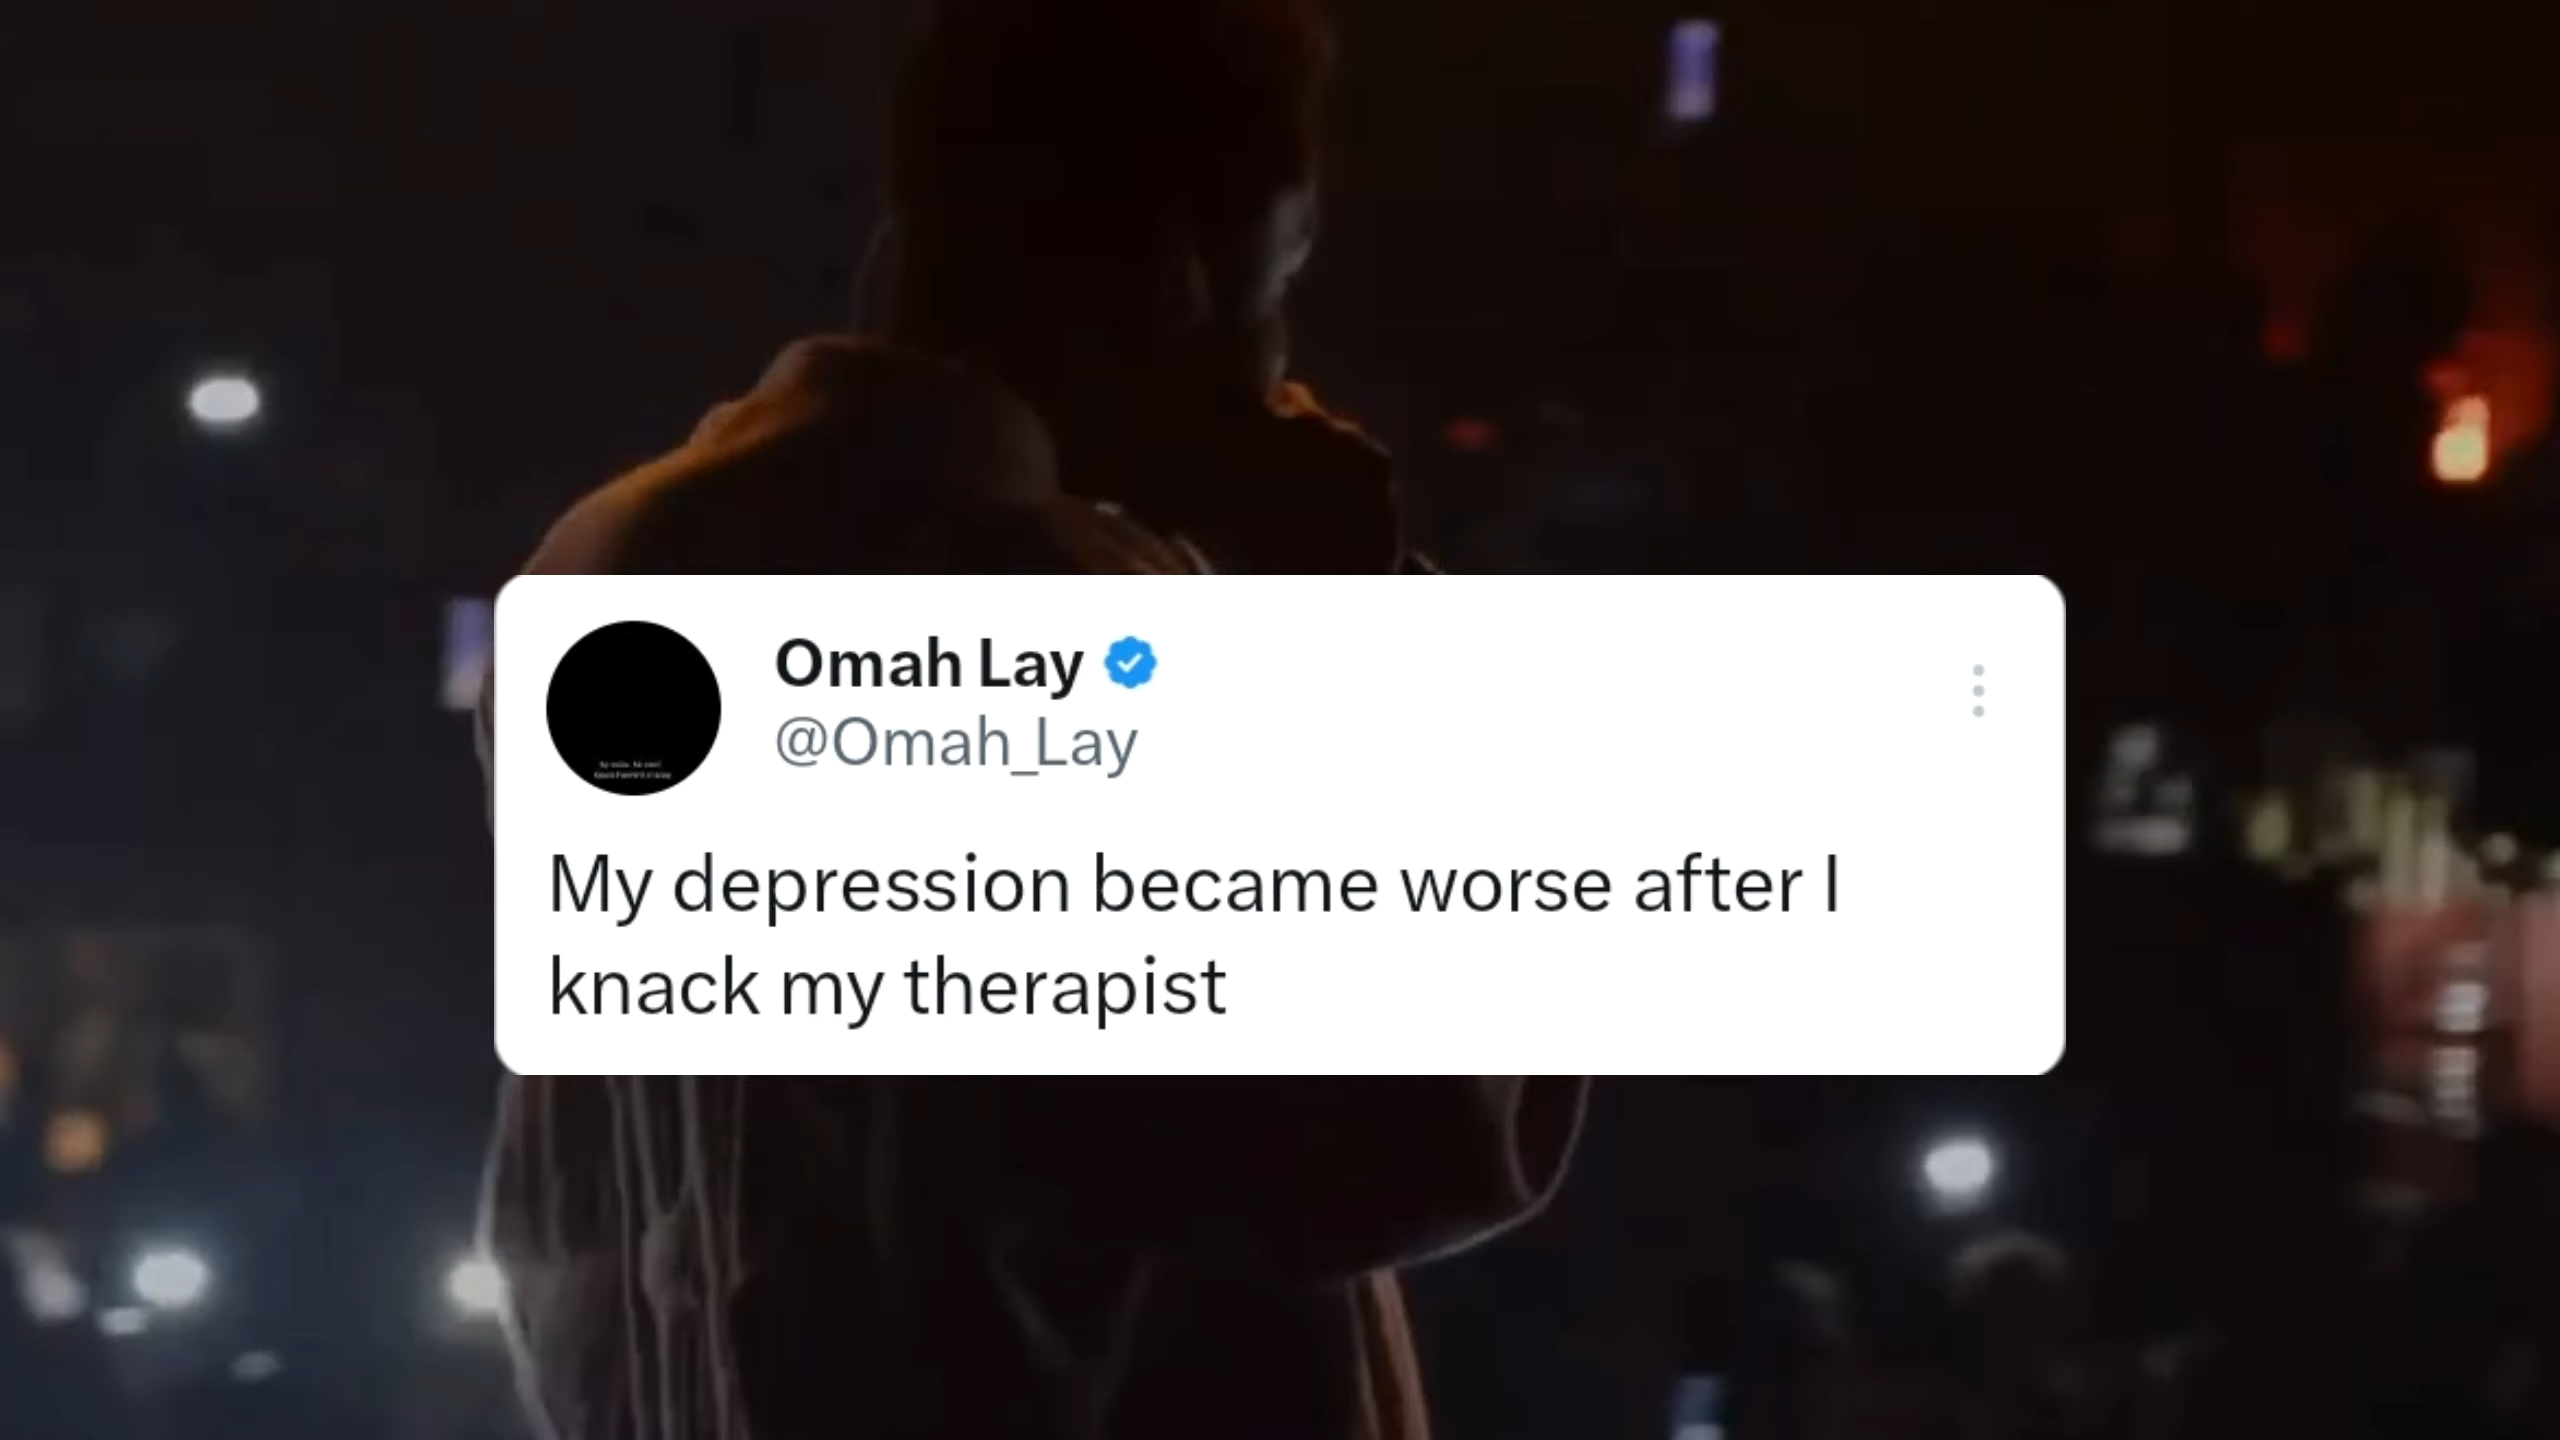 Omah Lay
@Omah_Lay
My depression became worse after I
knack my therapist